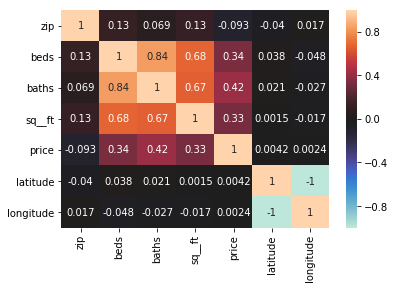 zip 1 0.13 0.069 0.13 -0.093 -0.04 0.017
beds 0.13 1 0.84 0.68 0.34 0.038 -0.048
baths 0.069 0.84 1 0.67 0.42 0.021 -0.027
sq__ft 0.13 0.68 0.67 1 0.33 0.0015 -0.017
price -0.093 0.34 0.42 0.33 1 0.0042 0.0024
latitude -0.04 0.038 0.021 0.0015 0.0042 1 -1
longitude 0.017 -0.048 -0.027 -0.017 0.0024 -1 1
zip beds baths sq__ft price latitude longitude
0.8
0.4
0.0
−0.4
−0.8